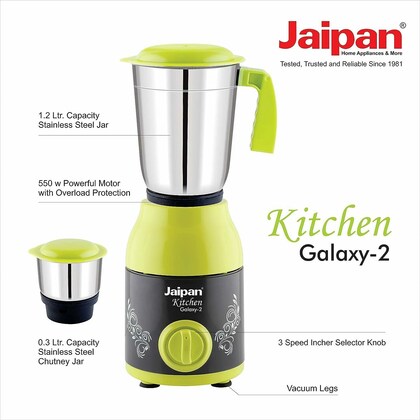 Jaipan®
Home Appliances & More
Tested, Trusted and Reliable Since 1981
1.2 Ltr. Capacity
Stainless Steel Jar
550 w Powerful Motor
with Overload Protection
Kitchen
Galaxy-2
Jaipan
Kitchen
Galaxy-2
0.3 Ltr. Capacity
Stainless Steel
Chutney Jar
3 Speed Incher Selector Knob
Vacuum Legs